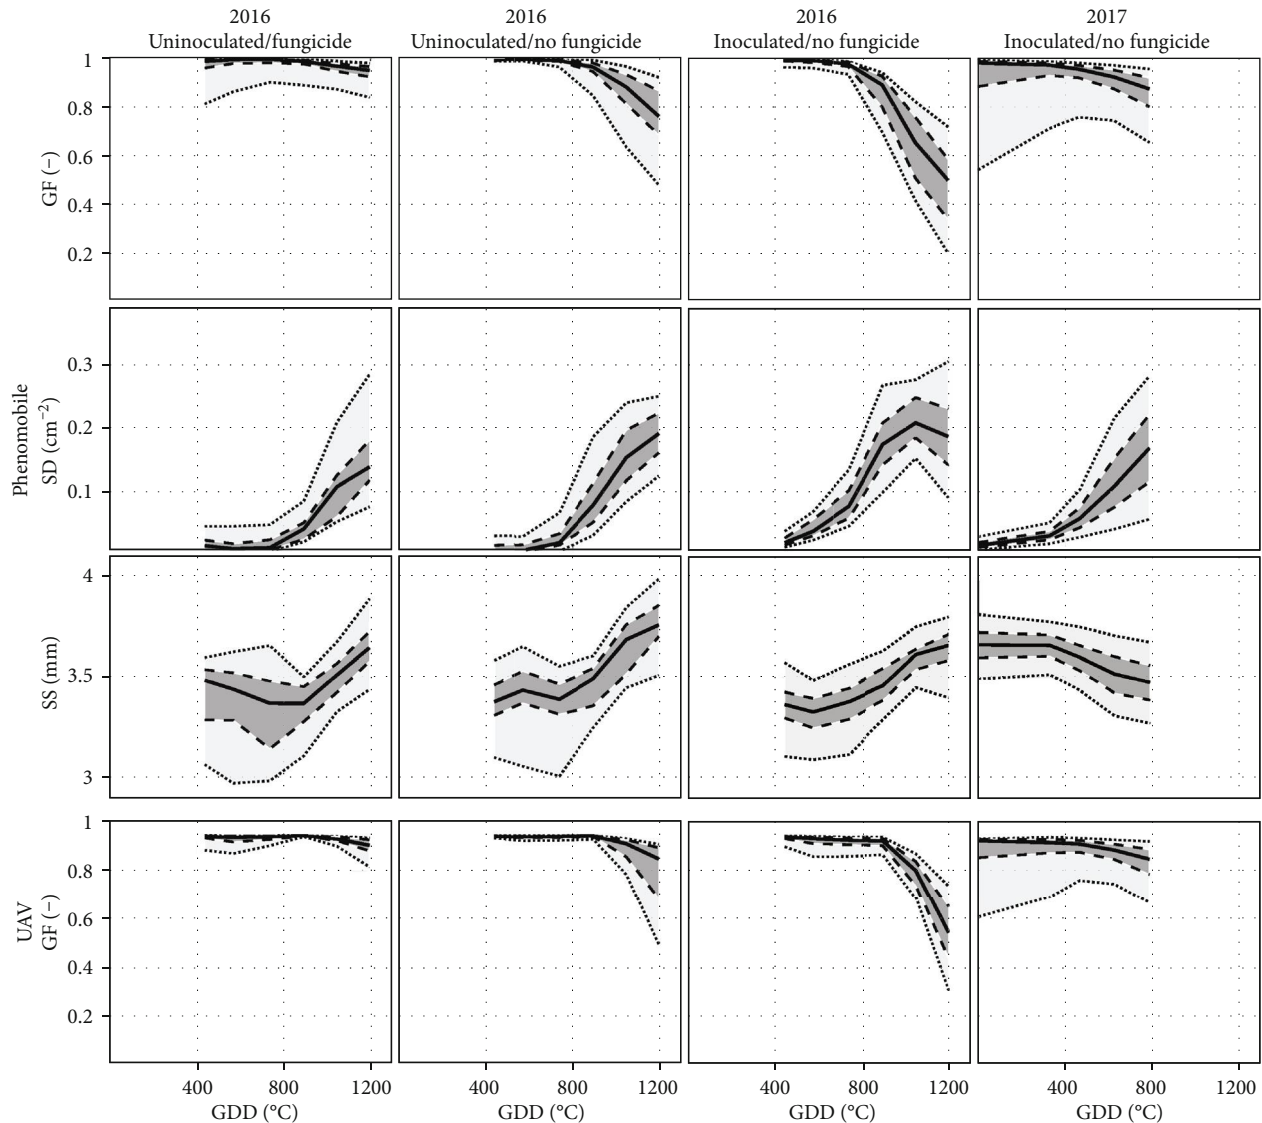 2016
Uninoculated/fungicide
2016
Uninoculated/no fungicide
2016
Inoculated/no fungicide
2017
Inoculated/no fungicide
GF (−)
1
0.8
0.6
0.4
0.2
Phenomobile
SD (cm⁻²)
0.3
0.2
0.1
SS (mm)
4
3.5
3
UAV
GF (−)
1
0.8
0.6
0.4
0.2
400 800 1200
GDD (°C)
400 800 1200
GDD (°C)
400 800 1200
GDD (°C)
400 800 1200
GDD (°C)